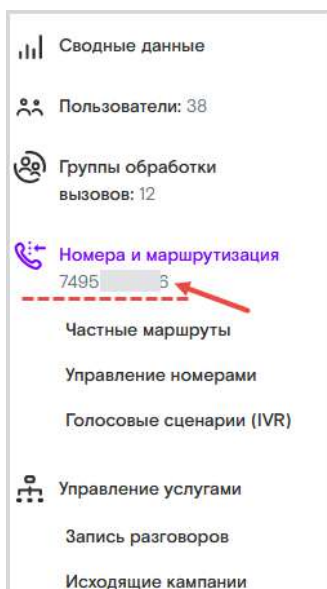 Сводные данные
Пользователи: 38
Группы обработки
вызовов: 12
Номера и маршрутизация
7495 6
Частные маршруты
Управление номерами
Голосовые сценарии (IVR)
Управление услугами
Запись разговоров
Исходящие кампании